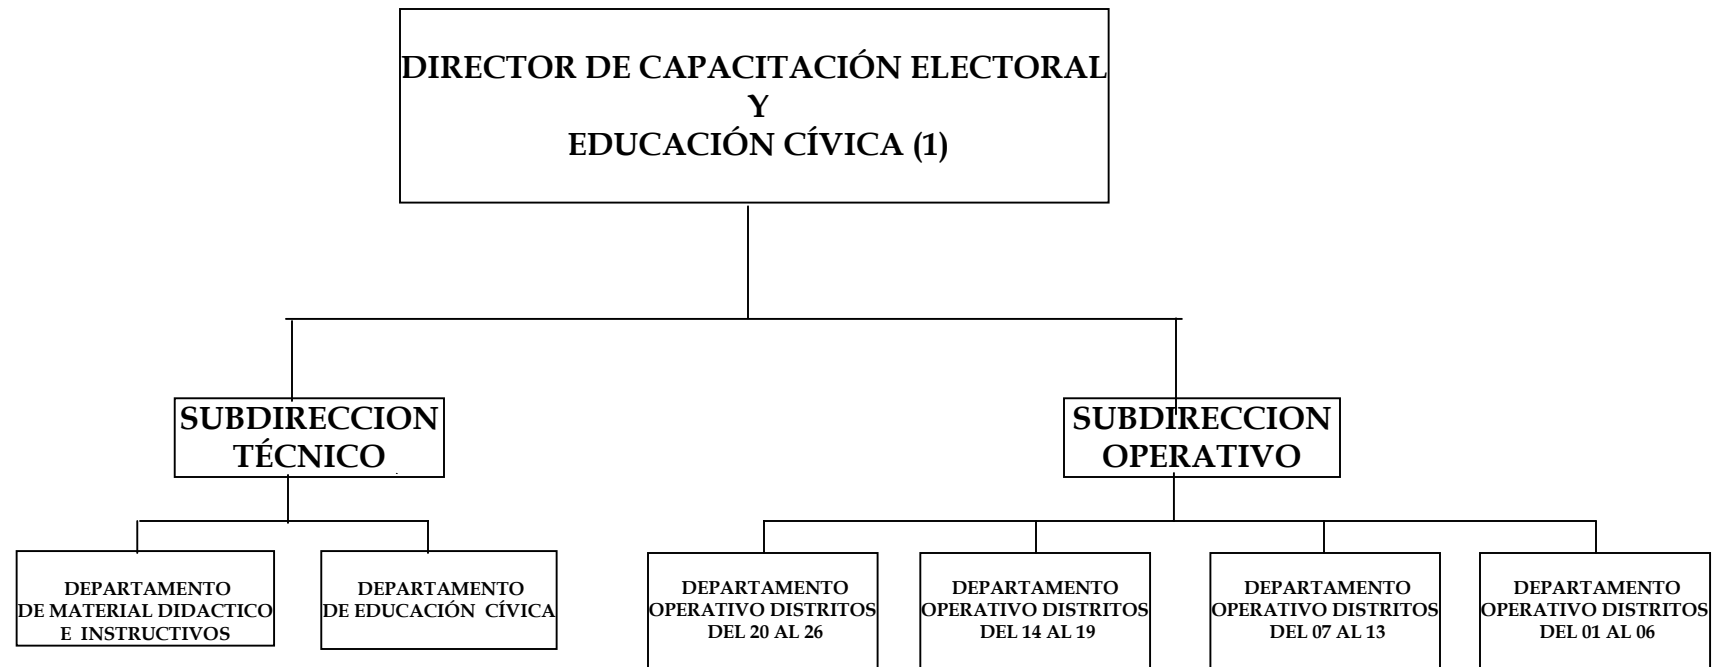 DIRECTOR DE CAPACITACIÓN ELECTORAL
Y
EDUCACIÓN CÍVICA (1)
SUBDIRECCION
TÉCNICO
SUBDIRECCION
OPERATIVO
DEPARTAMENTO
DE MATERIAL DIDACTICO
E INSTRUCTIVOS
DEPARTAMENTO
DE EDUCACIÓN CÍVICA
DEPARTAMENTO
OPERATIVO DISTRITOS
DEL 20 AL 26
DEPARTAMENTO
OPERATIVO DISTRITOS
DEL 14 AL 19
DEPARTAMENTO
OPERATIVO DISTRITOS
DEL 07 AL 13
DEPARTAMENTO
OPERATIVO DISTRITOS
DEL 01 AL 06